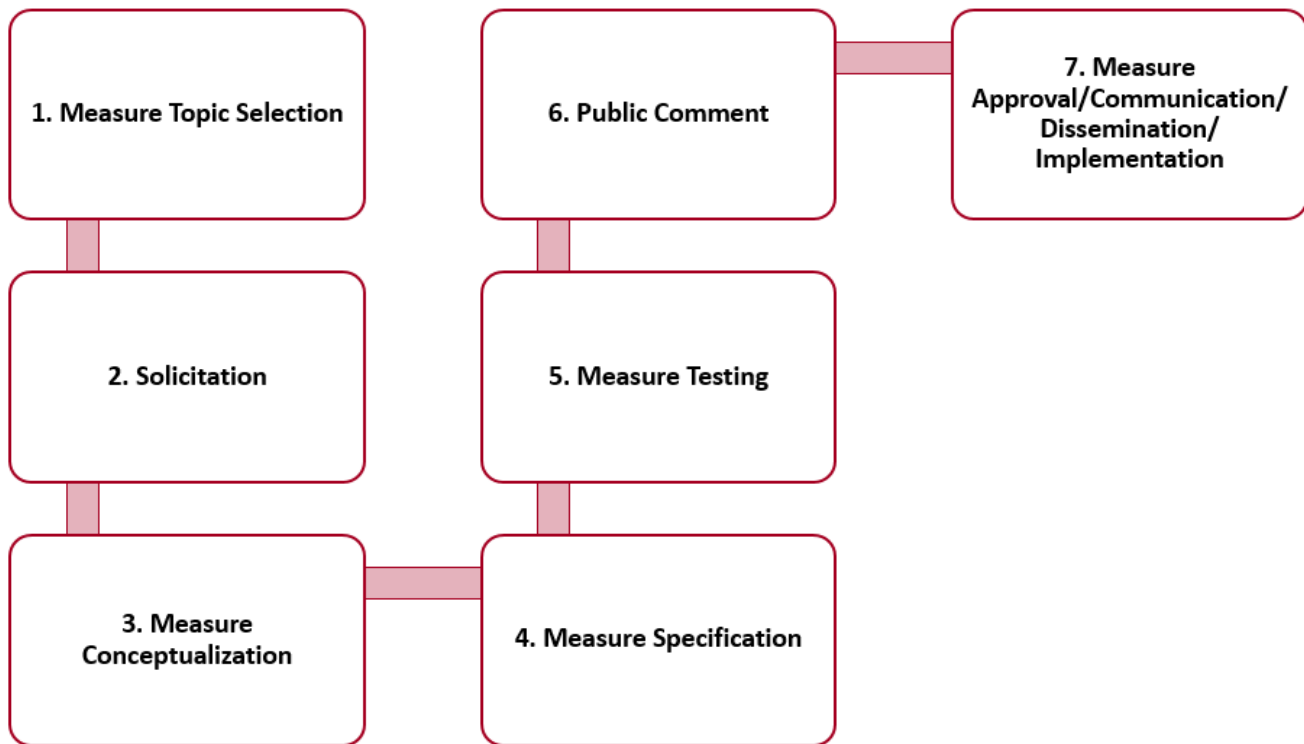 1. Measure Topic Selection
2. Solicitation
3. Measure
Conceptualization
4. Measure Specification
5. Measure Testing
6. Public Comment
7. Measure
Approval/Communication/
Dissemination/
Implementation